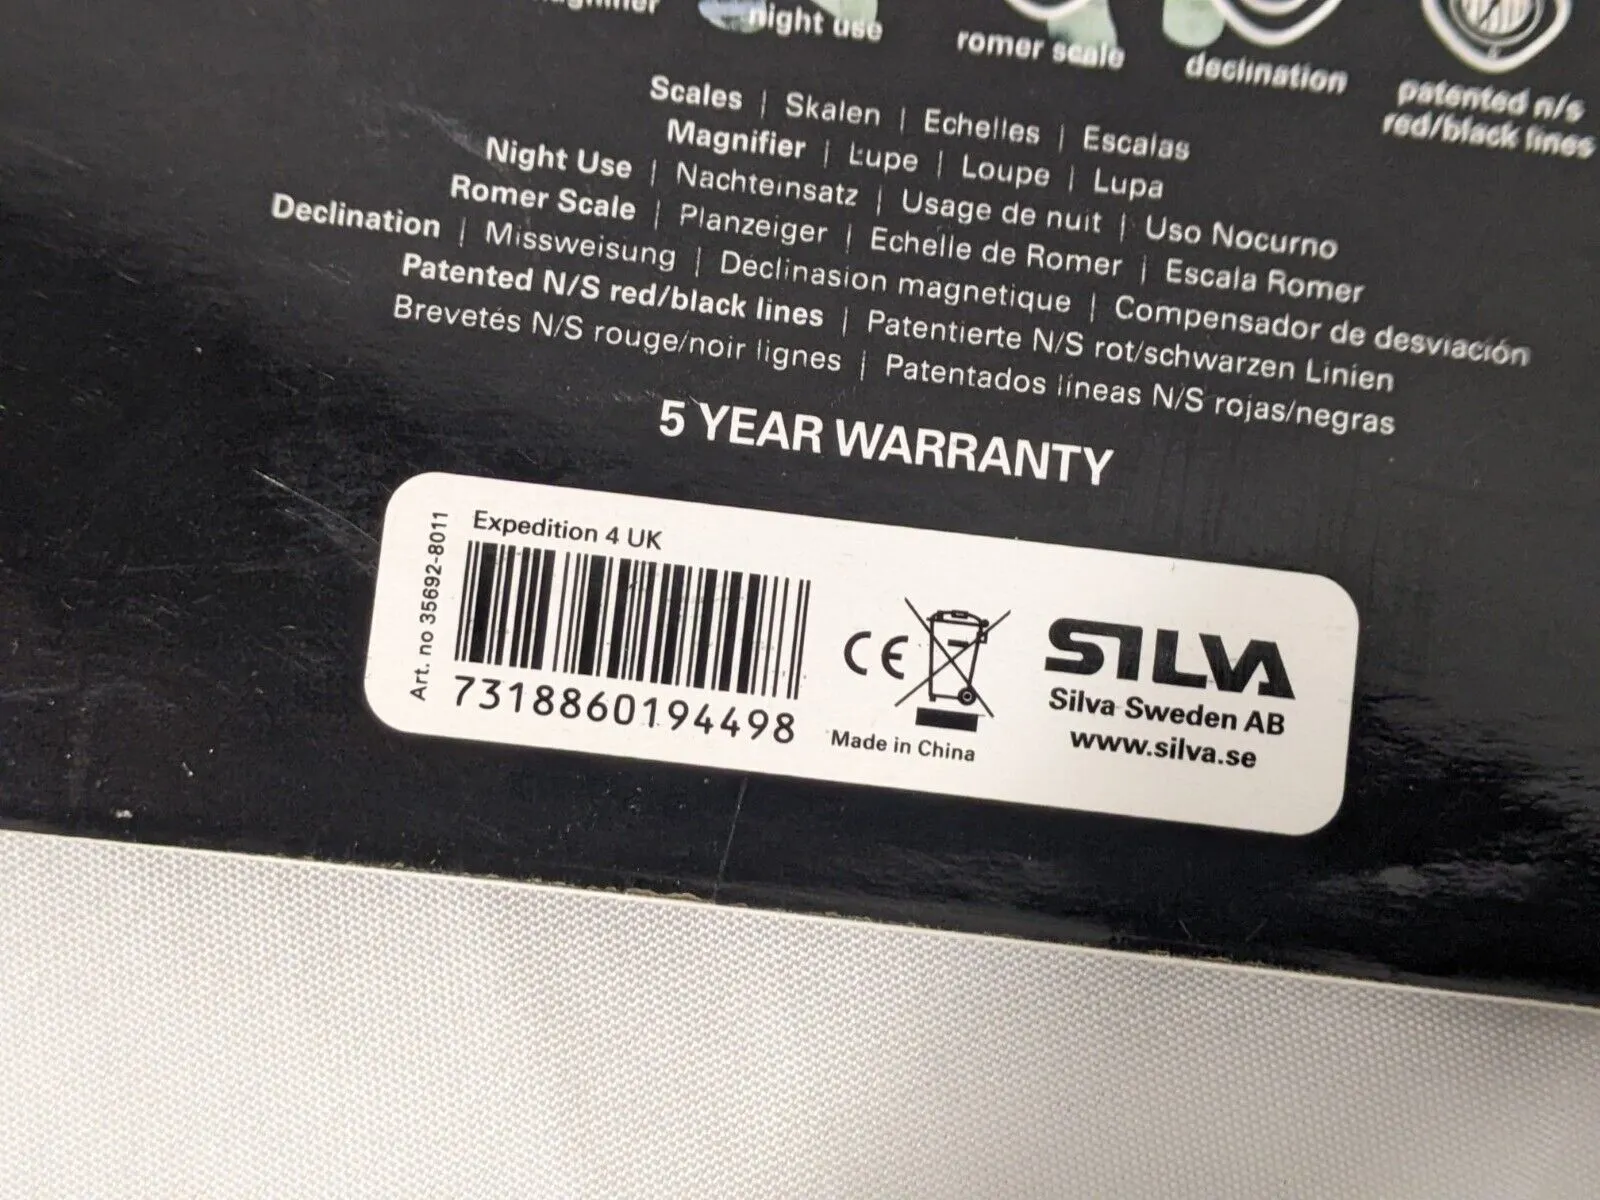 night use
romer scale
declination
patented n/s
red/black lines
Scales | Skalen | Echelles | Escalas
Magnifier | Lupe | Loupe | Lupa
Night Use | Nachteinsatz | Usage de nuit | Uso Nocurno
Romer Scale | Planzeiger | Echelle de Romer | Escala Romer
Declination | Missweisung | Déclinasion magnetique | Compensador de desviación
Patented N/S red/black lines | Patentierte N/S rot/schwarzen Linien
Brevetés N/S rouge/noir lignes | Patentados líneas N/S rojas/negras
5 YEAR WARRANTY
Art. no 35692-8011
Expedition 4 UK
7318860194498
CE
Made in China
SILVA
Silva Sweden AB
www.silva.se